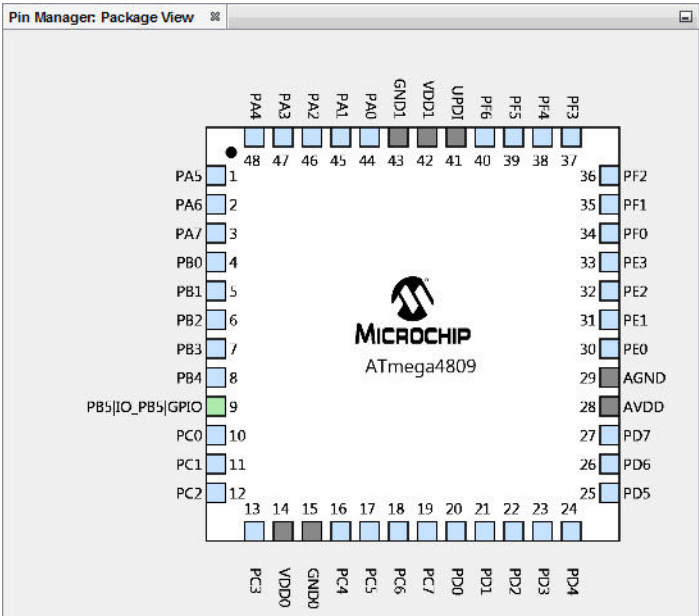 Pin Manager: Package View
PA4 PA3 PA2 PA1 PA0 GND1 VDD1 UPDI PF6 PF5 PF4 PF3
48 47 46 45 44 43 42 41 40 39 38 37
PA5 1 36 PF2
PA6 2 35 PF1
PA7 3 34 PF0
PB0 4 33 PE3
PB1 5 32 PE2
PB2 6 31 PE1
PB3 7 30 PE0
MICROCHIP
ATmega4809
PB4 8 29 AGND
PB5|IO_PB5|GPIO 9 28 AVDD
PC0 10 27 PD7
PC1 11 26 PD6
PC2 12 25 PD5
13 14 15 16 17 18 19 20 21 22 23 24
PC3 VDD0 GND0 PC4 PC5 PC6 PC7 PD0 PD1 PD2 PD3 PD4